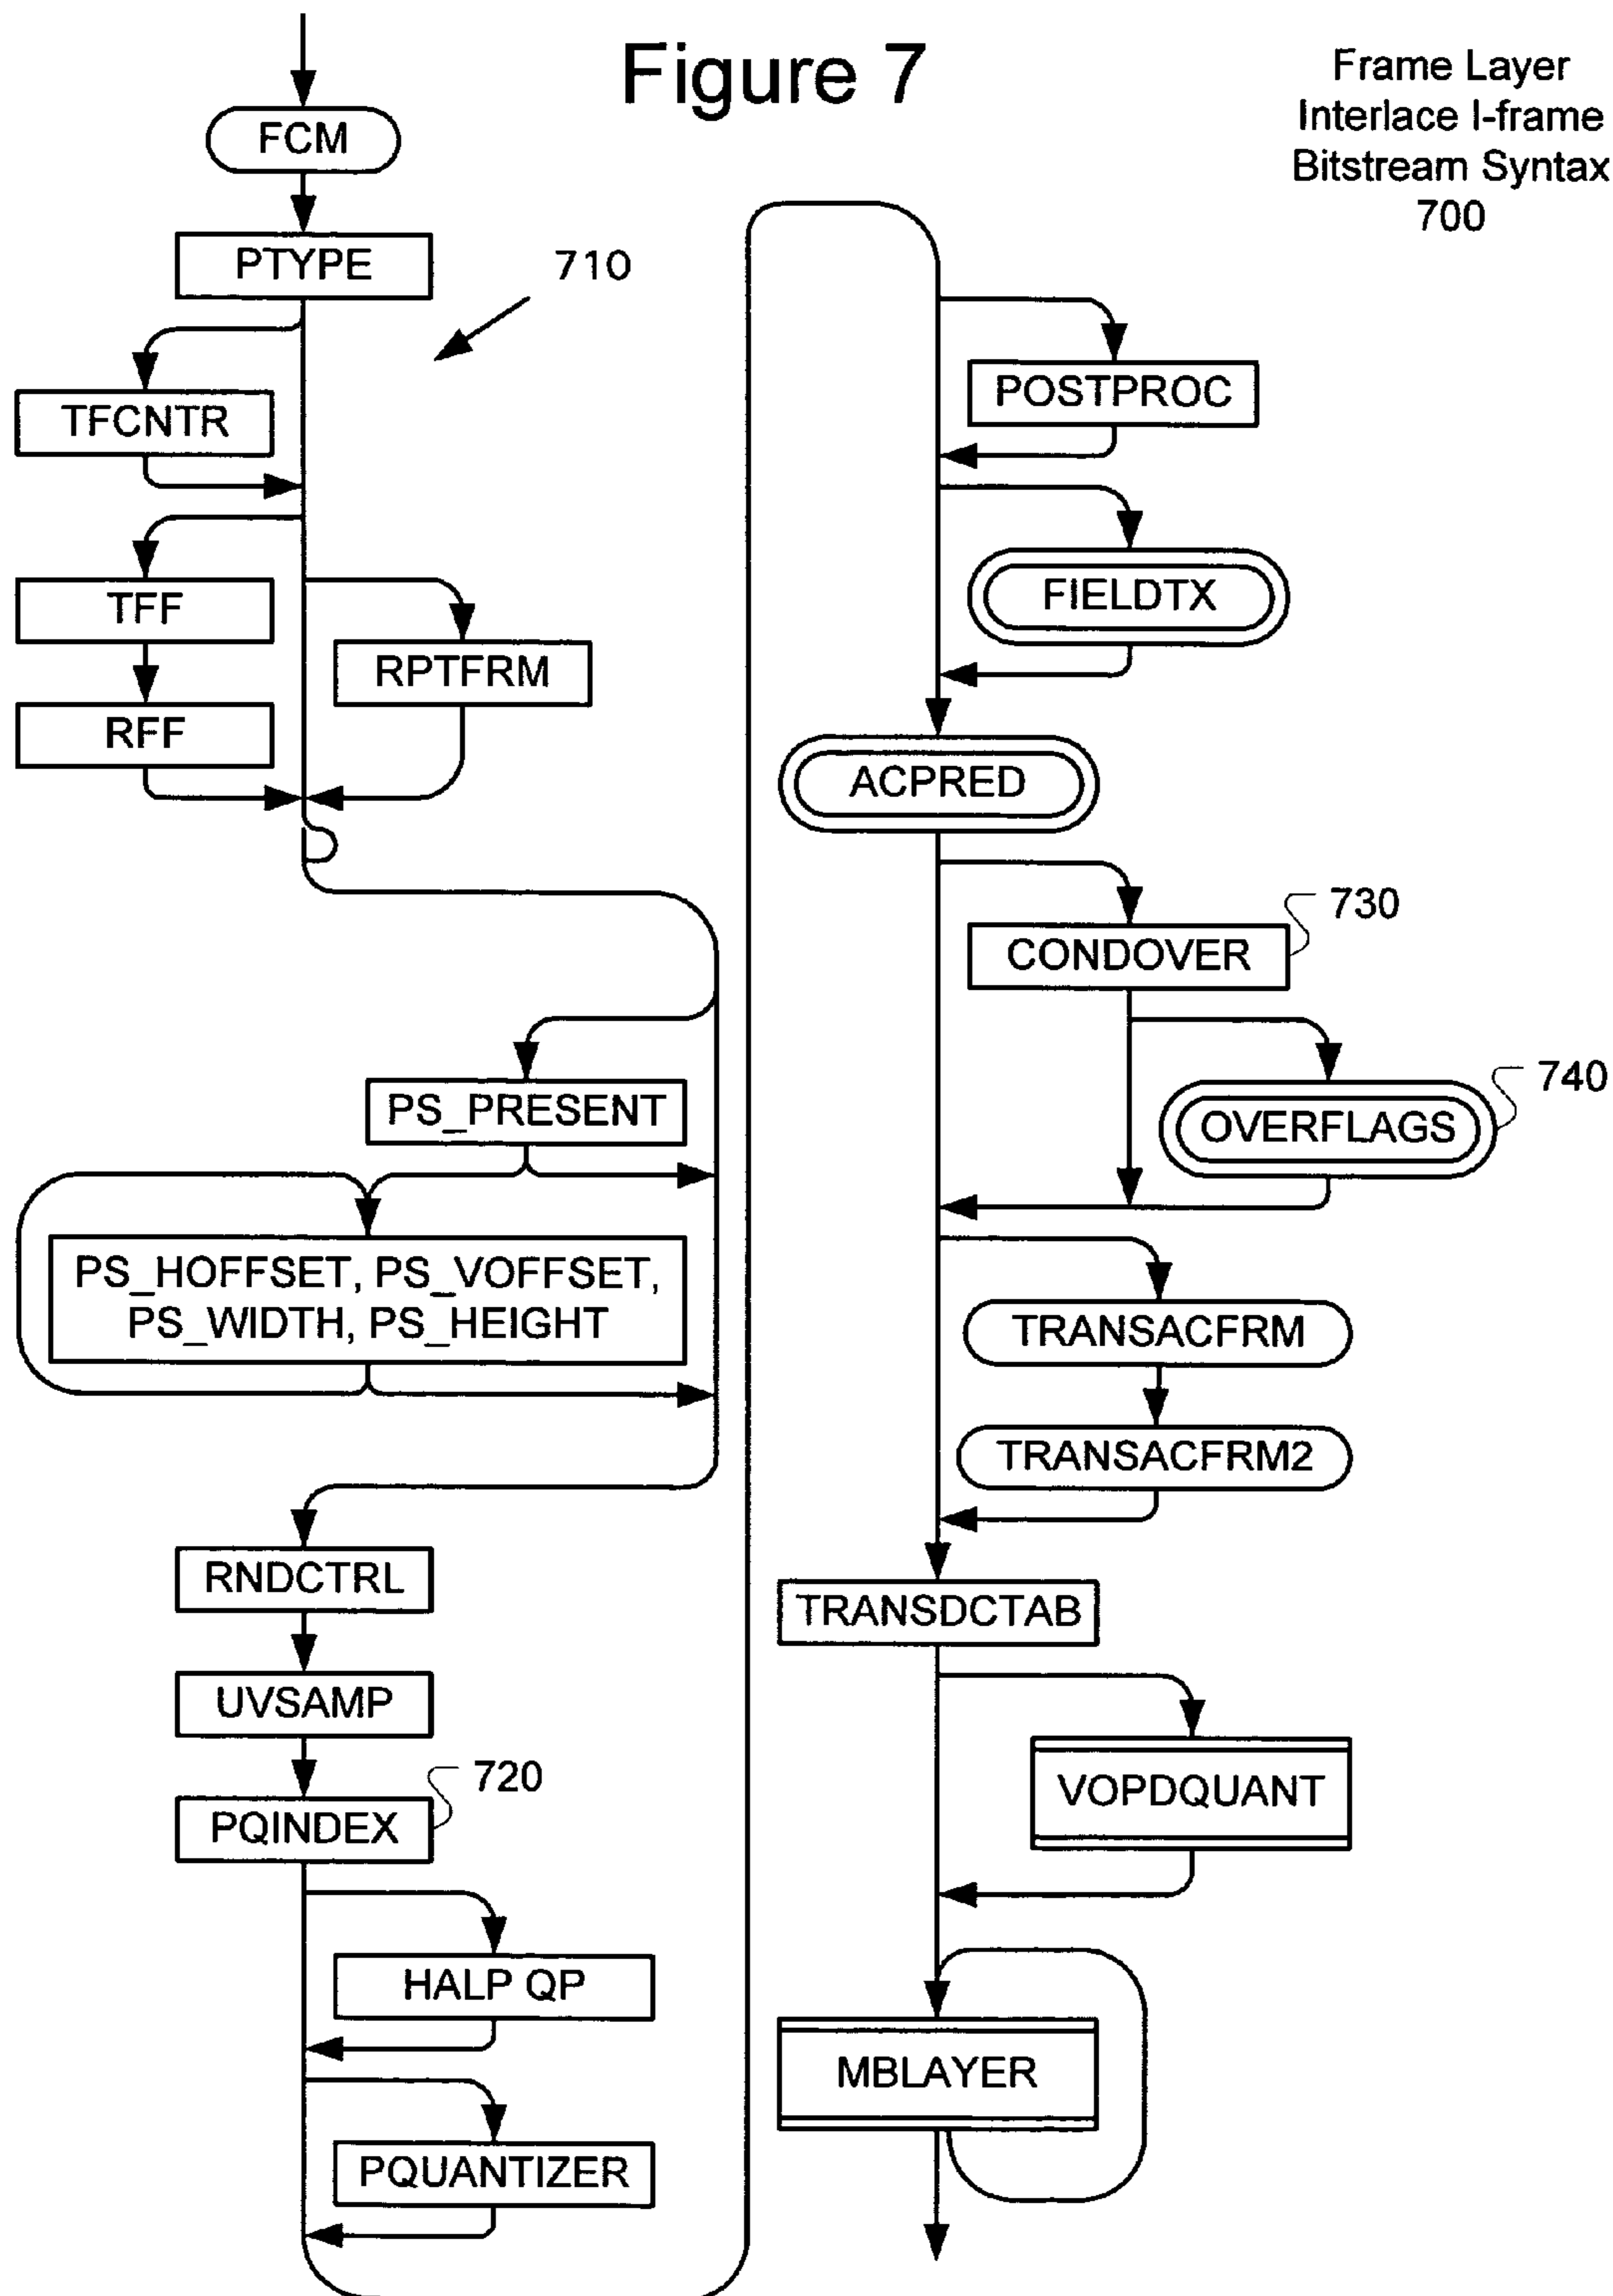 Figure 7
Frame Layer
Interlace I-frame
Bitstream Syntax
700
FCM
PTYPE
710
TFCNTR
TFF
RPTFRM
RFF
PS_PRESENT
PS_HOFFSET, PS_VOFFSET,
PS_WIDTH, PS_HEIGHT
RNDCTRL
UVSAMP
720
PQINDEX
HALP QP
PQUANTIZER
POSTPROC
FIELDTX
ACPRED
730
CONDOVER
740
OVERFLAGS
TRANSACFRM
TRANSACFRM2
TRANSDCTAB
VOPDQUANT
MBLAYER